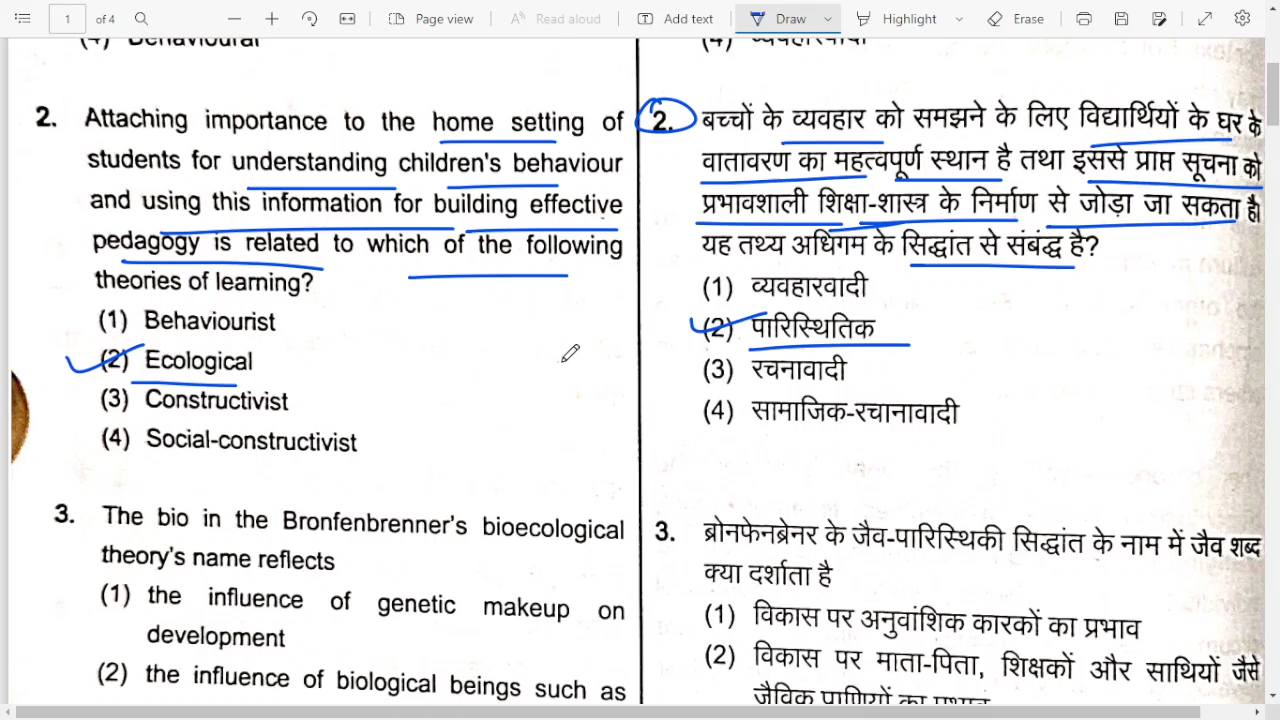 1 of 4 Page view Read aloud Add text Draw Highlight Erase
(4) Behavioural
2. Attaching importance to the home setting of
students for understanding children's behaviour
and using this information for building effective
pedagogy is related to which of the following
theories of learning?
(1) Behaviourist
(2) Ecological
(3) Constructivist
(4) Social-constructivist
3. The bio in the Bronfenbrenner's bioecological
theory's name reflects
(1) the influence of genetic makeup on
development
(2) the influence of biological beings such as
(4) व्यवहारवादी
2. बच्चों के व्यवहार को समझने के लिए विद्यार्थियों के घर के
वातावरण का महत्वपूर्ण स्थान है तथा इससे प्राप्त सूचना को
प्रभावशाली शिक्षा-शास्त्र के निर्माण से जोड़ा जा सकता है।
यह तथ्य अधिगम के सिद्धांत से संबंद्ध है?
(1) व्यवहारवादी
(2) पारिस्थितिक
(3) रचनावादी
(4) सामाजिक-रचानावादी
3. ब्रोनफेनब्रेनर के जैव-पारिस्थिकी सिद्धांत के नाम में जैव शब्द
क्या दर्शाता है
(1) विकास पर अनुवांशिक कारकों का प्रभाव
(2) विकास पर माता-पिता, शिक्षकों और साथियों जैसे